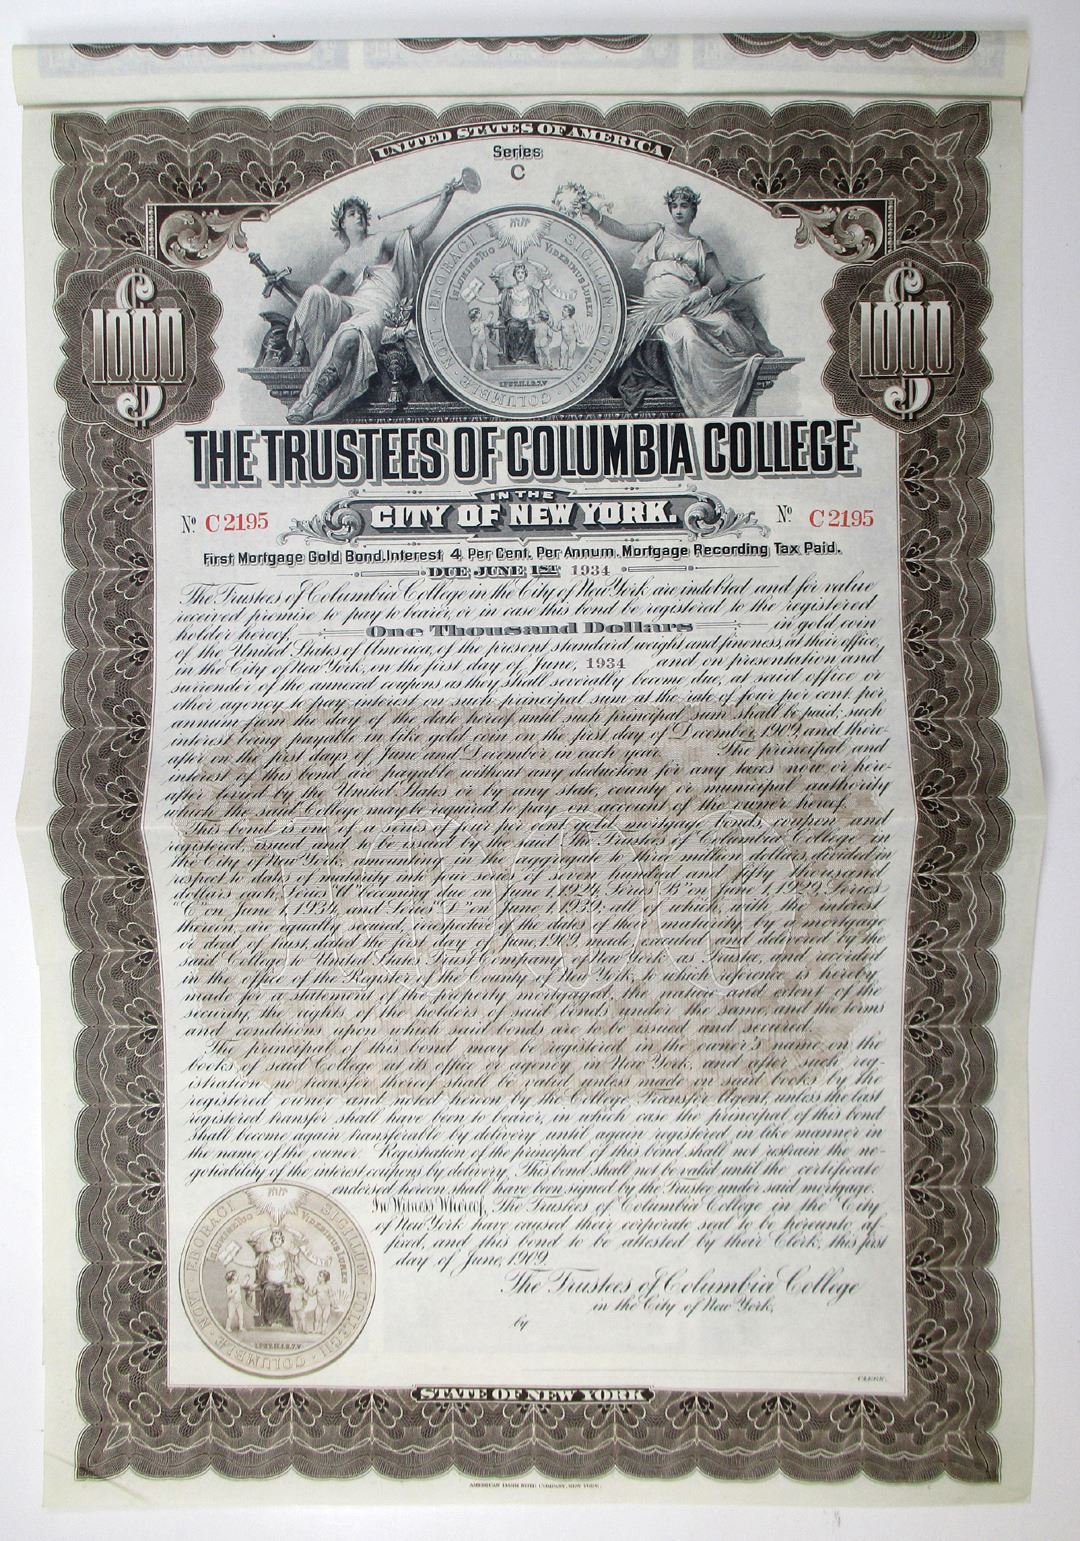 UNITED STATES OF AMERICA
Series
C
SIGILLUM COLLEGII COLUMBIÆ NOVI EBORACI
IN LUMINE TUO VIDEBIMUS LUMEN
I.PET.II.1,2,&.
$1000
$1000
THE TRUSTEES OF COLUMBIA COLLEGE
IN THE
CITY OF NEW YORK.
No C2195
No C2195
First Mortgage Gold Bond, Interest 4 Per Cent. Per Annum. Mortgage Recording Tax Paid.
DUE JUNE 1ST 1934
The Trustees of Columbia College in the City of New York are indebted and for value
received promise to pay to bearer, or in case this bond be registered to the registered
holder hereof, One Thousand Dollars in gold coin
of the United States of America, of the present standard weight and fineness, at their office,
in the City of New York, on the first day of June, 1934 and on presentation and
surrender of the annexed coupons, as they shall severally become due, at said office or
other agency to pay interest on such principal sum at the rate of four per cent. per
annum from the day of the date hereof until such principal sum shall be paid; such
interest being payable in like gold coin on the first day of December, 1909, and there-
after on the first days of June and December in each year. The principal and
interest of this bond are payable without any deduction for any taxes now or here-
after levied by the United States or by any state, county or municipal authority
which the said College may be required to pay on account of the owner hereof.
This bond is one of a series of four per cent gold mortgage bonds, coupon and
registered, issued and to be issued by the said The Trustees of Columbia College in
the City of New York, amounting in the aggregate to three million dollars, divided in
respect to date of maturity into four series of seven hundred and fifty thousand
dollars each, Series "A" becoming due on June 1, 1924, Series "B" on June 1, 1929, Series
"C" on June 1, 1934, and Series "D" on June 1, 1939; all of which, with the interest
thereon, are equally secured, irrespective of the dates of their maturity, by a mortgage
or deed of trust, dated the first day of June, 1909, made, executed and delivered by the
said College to United States Trust Company of New York, as Trustee, and recorded
in the office of the Register of the County of New York, to which reference is hereby
made for a statement of the property mortgaged, the nature and extent of the
security, the rights of the holders of said bonds under the same, and the terms
and conditions upon which said bonds are to be issued and secured.
The principal of this bond may be registered in the owner's name, on the
books of said College at its office or agency in New York, and after such reg-
istration no transfer thereof shall be valid unless made on said books by the
registered owner and noted hereon by the College Transfer Agent, unless the last
registered transfer shall have been to bearer, in which case the principal of this bond
shall become again transferable by delivery until again registered in like manner in
the name of the owner. Registration of the principal of this bond shall not restrain the ne-
gotiability of the interest coupons by delivery. This bond shall not be valid until the certificate
endorsed hereon shall have been signed by the Trustee under said mortgage.
In Witness Whereof, The Trustees of Columbia College in the City
of New York have caused their corporate seal to be hereunto af-
fixed, and this bond to be attested by their Clerk, this first
day of June, 1909.
The Trustees of Columbia College
in the City of New York,
by
CLERK.
SIGILLUM COLLEGII COLUMBIÆ NOVI EBORACI
STATE OF NEW YORK
AMERICAN BANK NOTE COMPANY, NEW YORK.